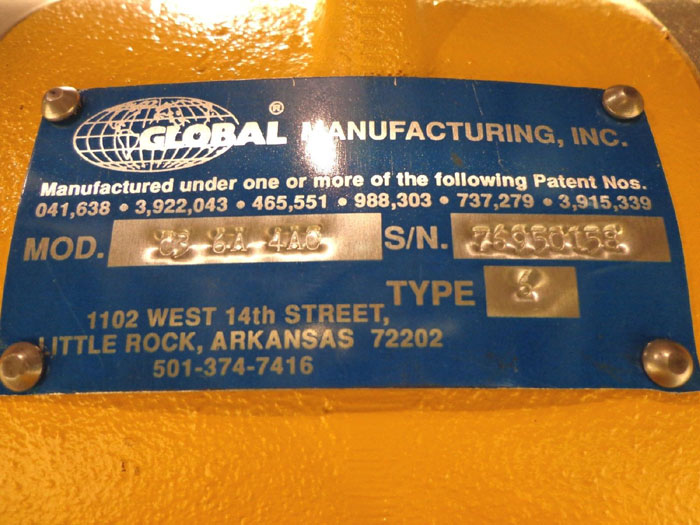 GLOBAL ® MANUFACTURING, INC.
Manufactured under one or more of the following Patent Nos.
041,638 • 3,922,043 • 465,551 • 988,303 • 737,279 • 3,915,339
MOD. S/N.
TYPE
1102 WEST 14th STREET,
LITTLE ROCK, ARKANSAS 72202
501-374-7416